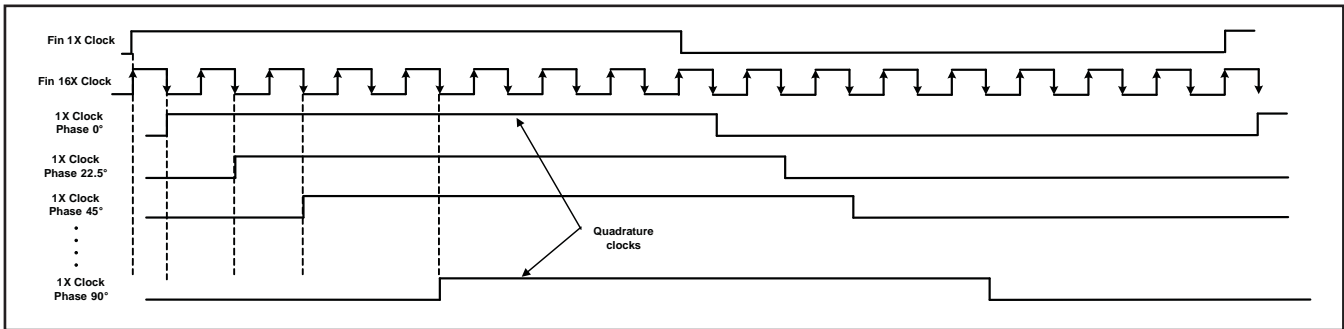 Fin 1X Clock
Fin 16X Clock
1X Clock
Phase 0°
1X Clock
Phase 22.5°
1X Clock
Phase 45°
Quadrature
clocks
1X Clock
Phase 90°